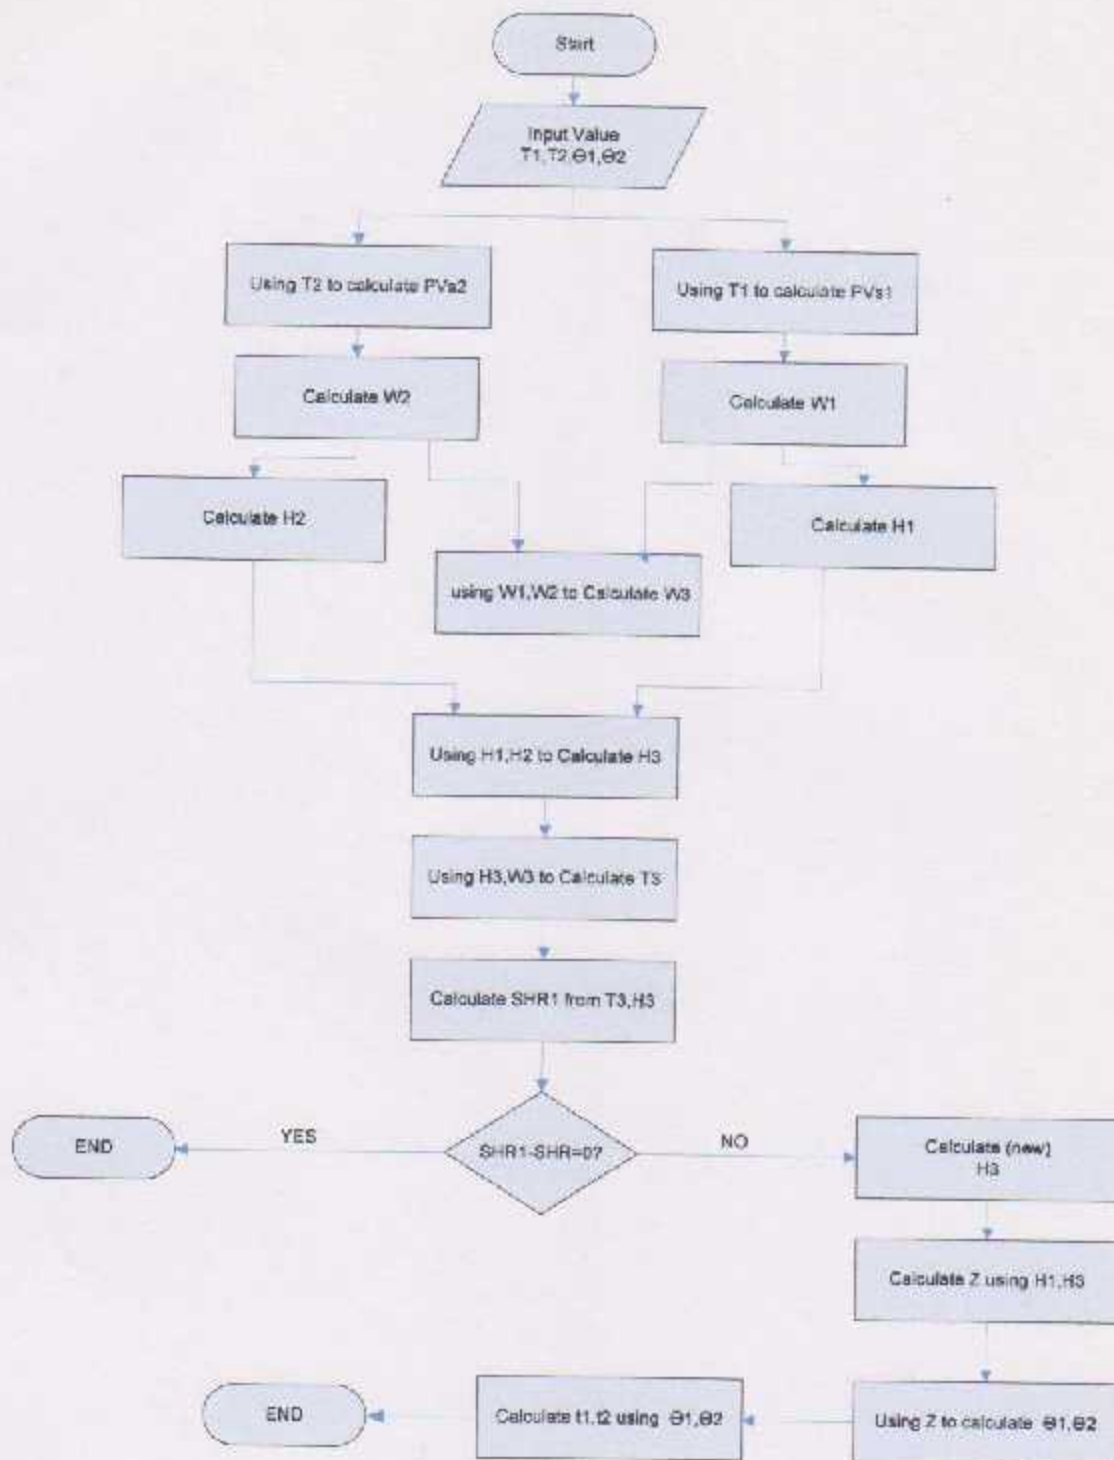 Start
Input Value
T1,T2,Θ1,Θ2
Using T2 to calculate PVs2
Using T1 to calculate PVs1
Calculate W2
Calculate W1
Calculate H2
Calculate H1
using W1,W2 to Calculate W3
Using H1,H2 to Calculate H3
Using H3,W3 to Calculate T3
Calculate SHR1 from T3,H3
SHR1-SHR=0?
YES
END
NO
Calculate (new)
H3
Calculate Z using H1,H3
Using Z to calculate Θ1,Θ2
Calculate t1,t2 using Θ1,Θ2
END